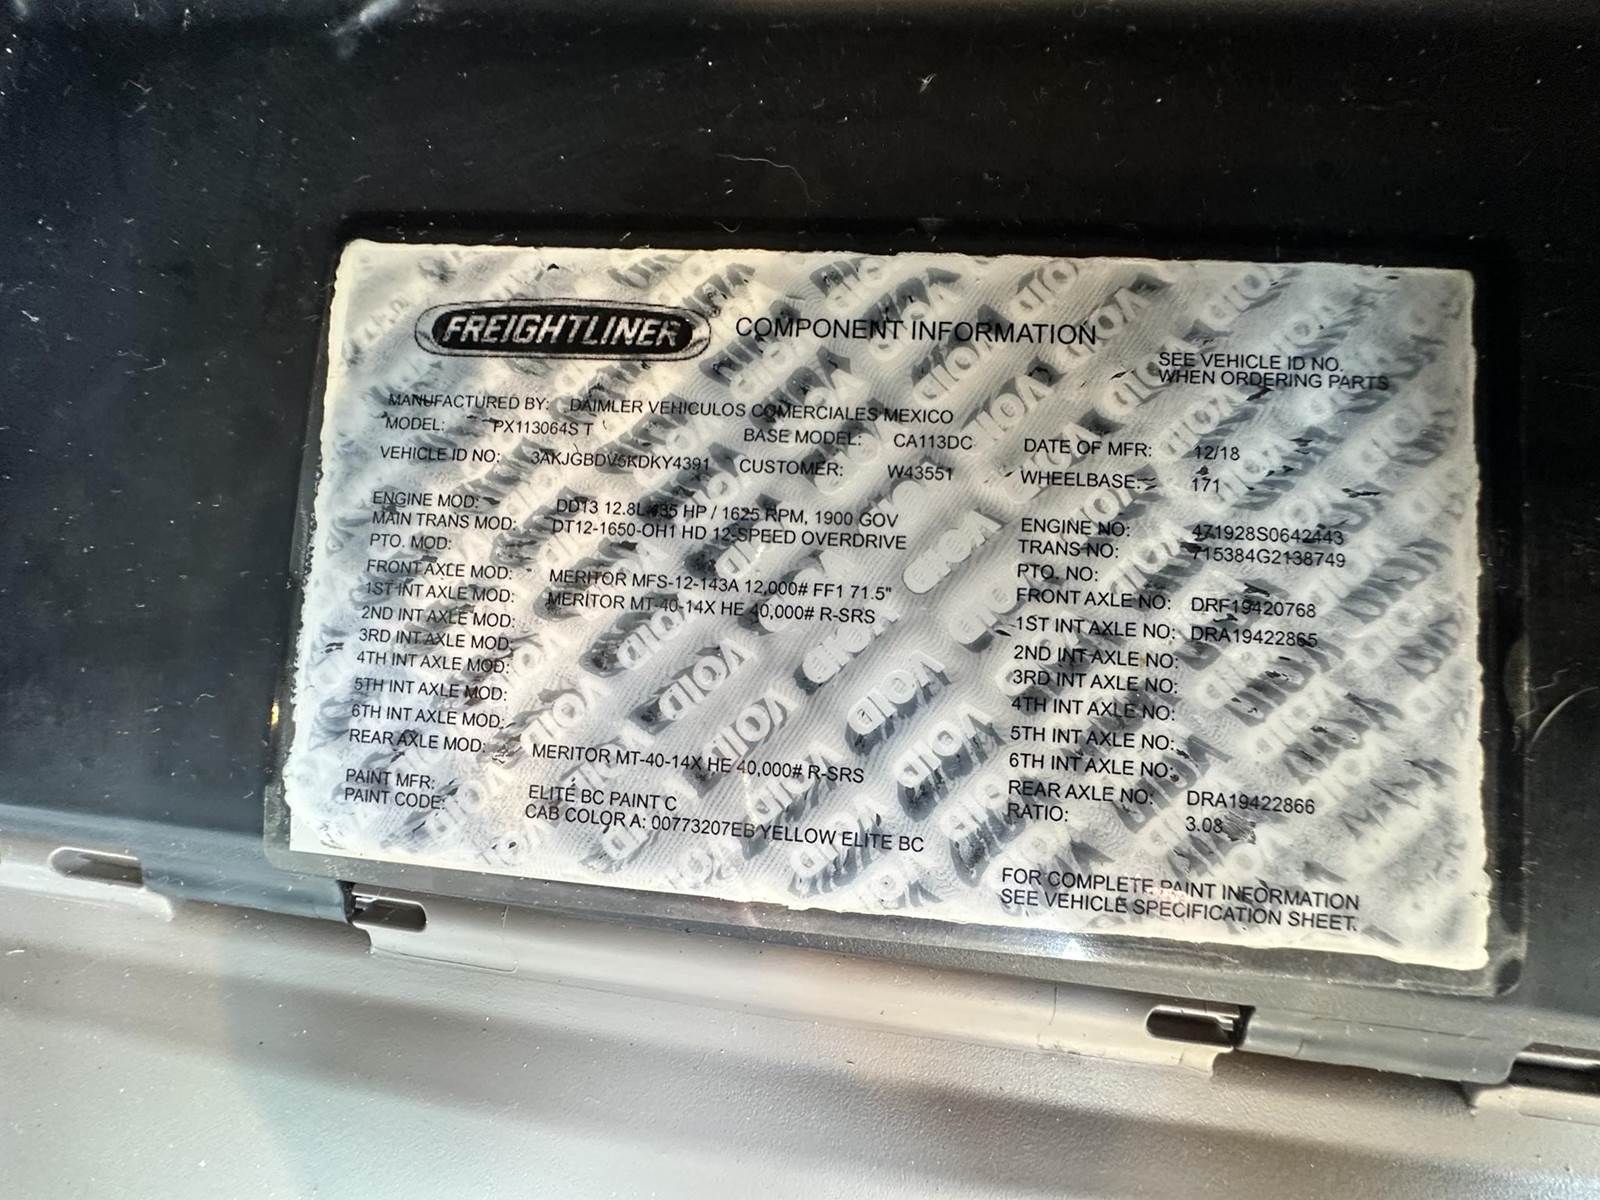 FREIGHTLINER COMPONENT INFORMATION
SEE VEHICLE ID NO.
WHEN ORDERING PARTS
MANUFACTURED BY: DAIMLER VEHICULOS COMERCIALES MEXICO
MODEL: PX113064S T BASE MODEL: CA113DC DATE OF MFR: 12/18
VEHICLE ID NO: 3AKJGBDV5KDKY4391 CUSTOMER: W43551 WHEELBASE: 171
ENGINE MOD: DD13 12.8L 435 HP / 1625 RPM, 1900 GOV ENGINE NO: 471928S0642443
MAIN TRANS MOD: DT12-1650-OH1 HD 12-SPEED OVERDRIVE TRANS NO: 715384G2138749
PTO. MOD: PTO. NO:
FRONT AXLE MOD: MERITOR MFS-12-143A 12,000# FF1 71.5" FRONT AXLE NO: DRF19420768
1ST INT AXLE MOD: MERITOR MT-40-14X HE 40,000# R-SRS 1ST INT AXLE NO: DRA19422865
2ND INT AXLE MOD: 2ND INT AXLE NO:
3RD INT AXLE MOD: 3RD INT AXLE NO:
4TH INT AXLE MOD: 4TH INT AXLE NO:
5TH INT AXLE MOD: 5TH INT AXLE NO:
6TH INT AXLE MOD: 6TH INT AXLE NO:
REAR AXLE MOD: MERITOR MT-40-14X HE 40,000# R-SRS REAR AXLE NO: DRA19422866
PAINT MFR: ELITE BC PAINT C RATIO: 3.08
PAINT CODE: CAB COLOR A: 00773207EB YELLOW ELITE BC
FOR COMPLETE PAINT INFORMATION
SEE VEHICLE SPECIFICATION SHEET.